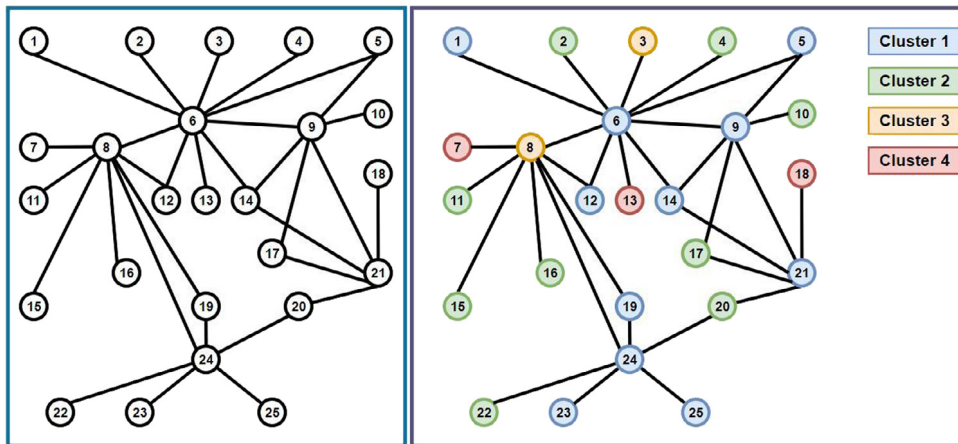 1 2 3 4 5
6 9 10
7 8
11 12 13 14 18
17
15 16 19 20 21
24
22 23 25
1 2 3 4 5 Cluster 1
6 9 10 Cluster 2
7 8 Cluster 3
11 12 13 14 18 Cluster 4
17
15 16 19 20 21
24
22 23 25